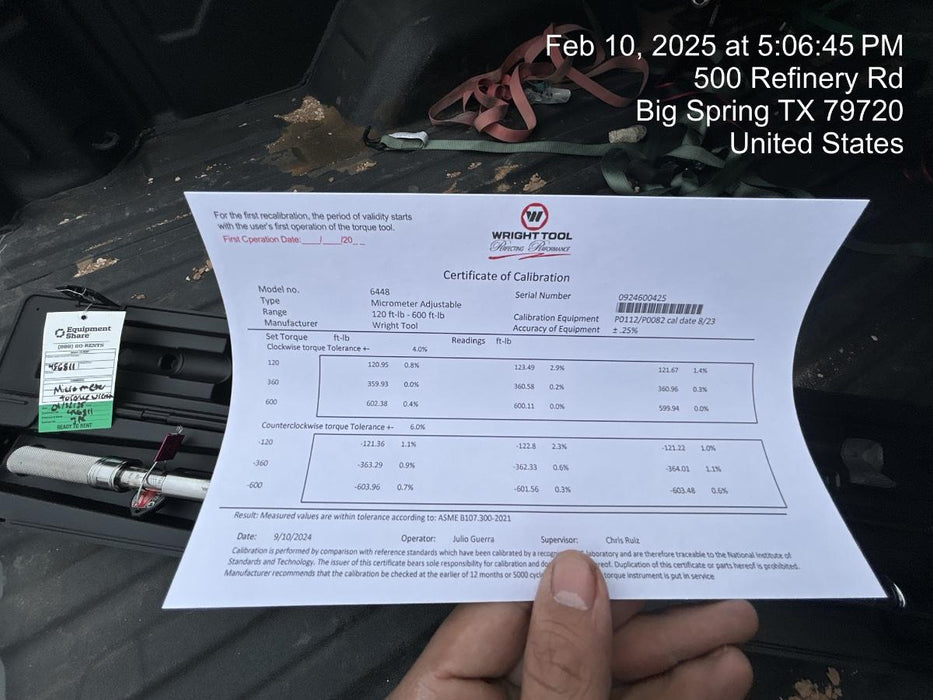 Feb 10, 2025 at 5:06:45 PM
500 Refinery Rd
Big Spring TX 79720
United States
For the first recalibration, the period of validity starts
with the user's first operation of the torque tool.
First Operation Date:___/___/20__
W
WRIGHT TOOL
Perfecting Performance
Certificate of Calibration
Model no. 6448
Serial Number 0924600425
Type Micrometer Adjustable
Range 120 ft-lb - 600 ft-lb
Calibration Equipment P0112/P0082 cal date 8/23
Manufacturer Wright Tool
Accuracy of Equipment ± .25%
Set Torque ft-lb Readings ft-lb
Clockwise torque Tolerance +- 4.0%
120 120.95 0.8% 123.49 2.9% 121.67 1.4%
360 359.93 0.0% 360.58 0.2% 360.96 0.3%
600 602.38 0.4% 600.11 0.0% 599.94 0.0%
Counterclockwise torque Tolerance +- 6.0%
-120 -121.36 1.1% -122.8 2.3% -121.22 1.0%
-360 -363.29 0.9% -362.33 0.6% -364.01 1.1%
-600 -603.96 0.7% -601.56 0.3% -603.48 0.6%
Result: Measured values are within tolerance according to: ASME B107.300-2021
Date: 9/10/2024 Operator: Julio Guerra Supervisor: Chris Ruiz
Calibration is performed by comparison with reference standards which have been calibrated by a laboratory and are therefore traceable to the National Institute of
Standards and Technology. The issuer of this certificate bears sole responsibility for calibration and Duplication of this certificate or parts hereof is prohibited.
Manufacturer recommends that the calibration be checked at the earlier of 12 months or 5000 torque instrument is put in service
Equipment
Share
(888) 80-RENTS
456811
Micrometer
torque wrench
READY TO RENT